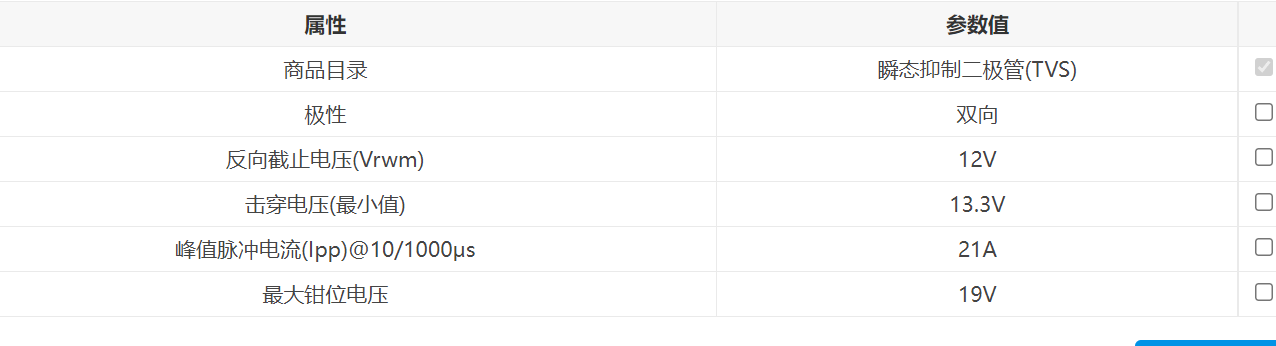 属性 参数值
商品目录 瞬态抑制二极管(TVS)
极性 双向
反向截止电压(Vrwm) 12V
击穿电压(最小值) 13.3V
峰值脉冲电流(Ipp)@10/1000μs 21A
最大钳位电压 19V